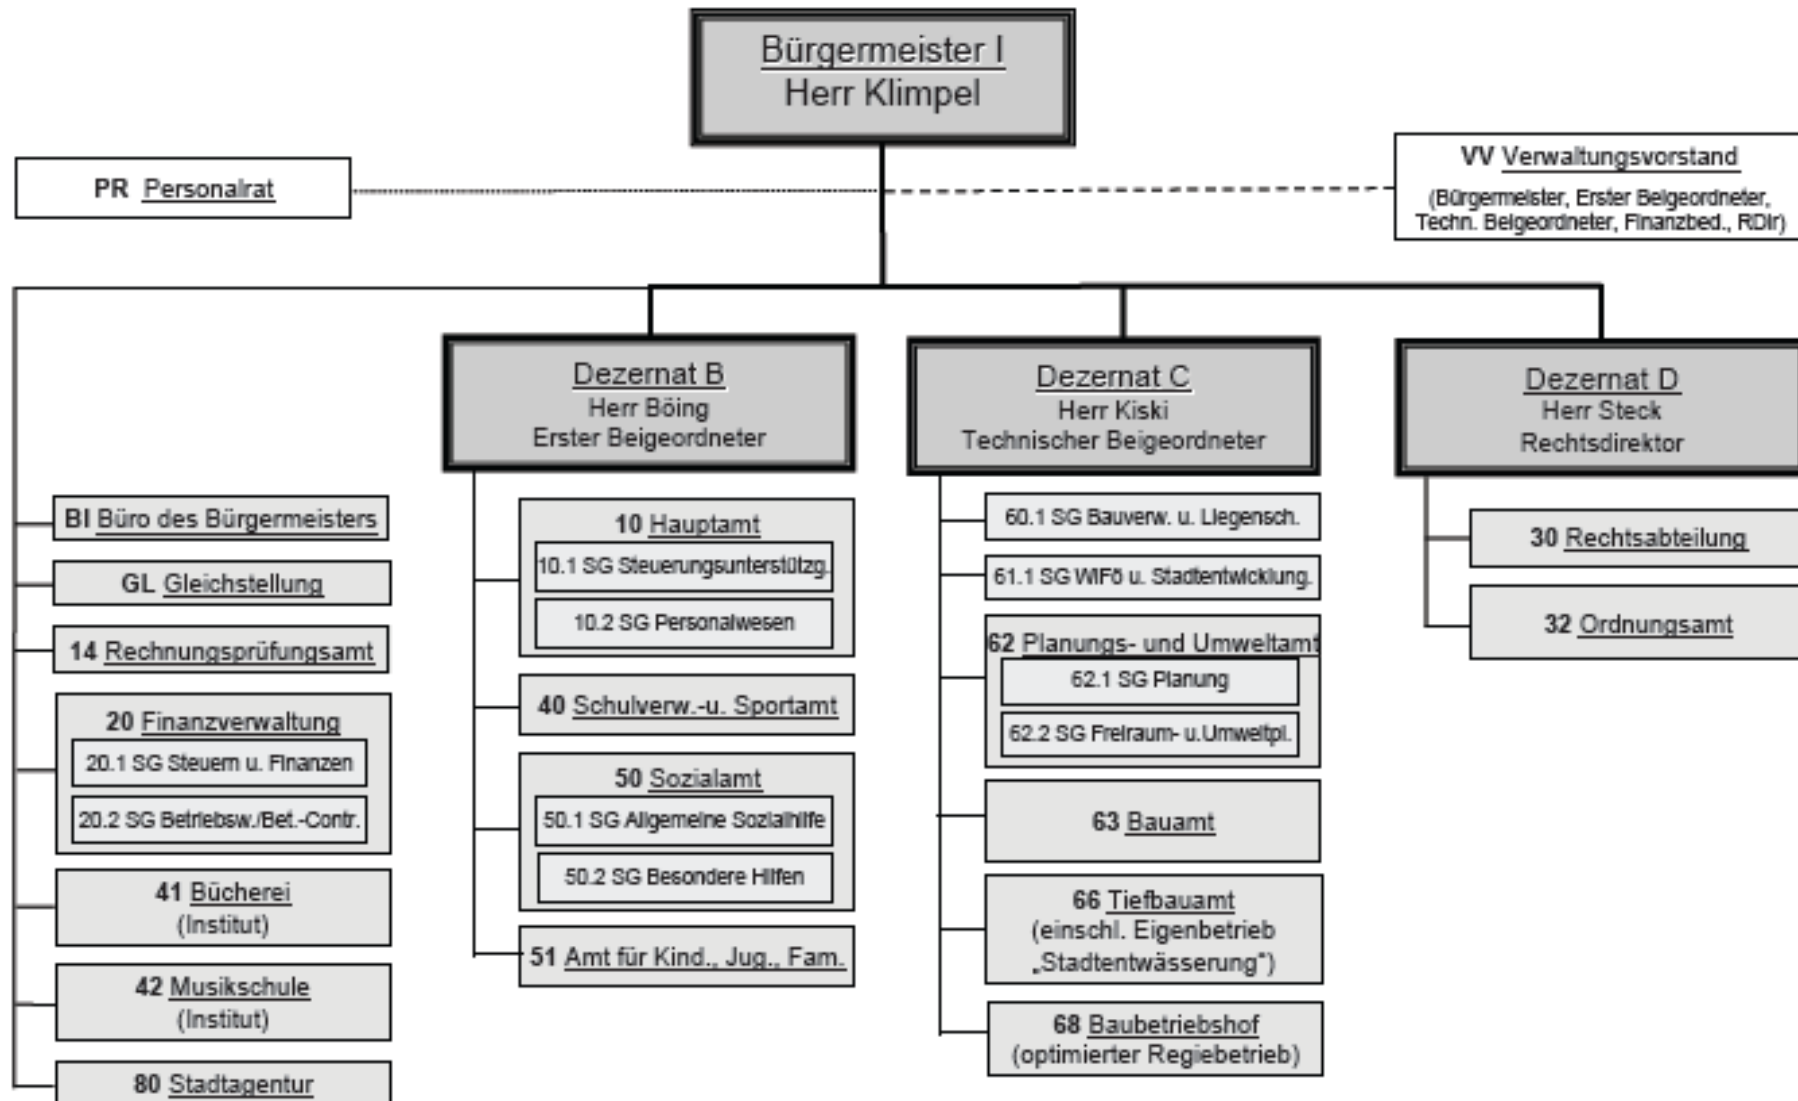 Bürgermeister I
Herr Klimpel
PR Personalrat
VV Verwaltungsvorstand
(Bürgermeister, Erster Beigeordneter,
Techn. Beigeordneter, Finanzbed., RDir)
Dezernat B
Herr Böing
Erster Beigeordneter
Dezernat C
Herr Kiski
Technischer Beigeordneter
Dezernat D
Herr Steck
Rechtsdirektor
BI Büro des Bürgermeisters
GL Gleichstellung
14 Rechnungsprüfungsamt
20 Finanzverwaltung
20.1 SG Steuern u. Finanzen
20.2 SG Betriebsw./Bet.-Contr.
41 Bücherei
(Institut)
42 Musikschule
(Institut)
80 Stadtagentur
10 Hauptamt
10.1 SG Steuerungsunterstützg.
10.2 SG Personalwesen
40 Schulverw.-u. Sportamt
50 Sozialamt
50.1 SG Allgemeine Sozialhilfe
50.2 SG Besondere Hilfen
51 Amt für Kind., Jug., Fam.
60.1 SG Bauverw. u. Liegensch.
61.1 SG WiFö u. Stadtentwicklung.
62 Planungs- und Umweltamt
62.1 SG Planung
62.2 SG Freiraum- u.Umweltpl.
63 Bauamt
66 Tiefbauamt
(einschl. Eigenbetrieb
„Stadtentwässerung")
68 Baubetriebshof
(optimierter Regiebetrieb)
30 Rechtsabteilung
32 Ordnungsamt